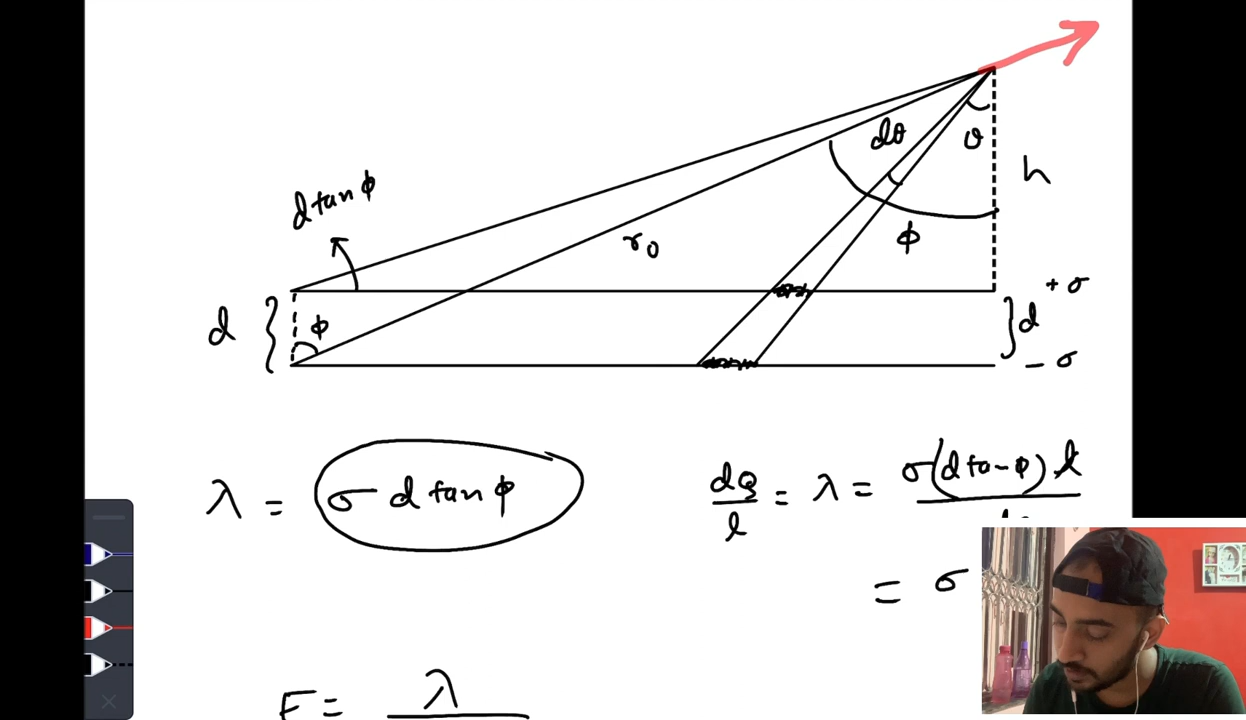 dθ
θ
h
d tan ϕ
r₀
ϕ
+ σ
d
ϕ
d
− σ
λ = σ d tan ϕ
dQ/l = λ = σ(d tan ϕ) l
= σ
E = λ